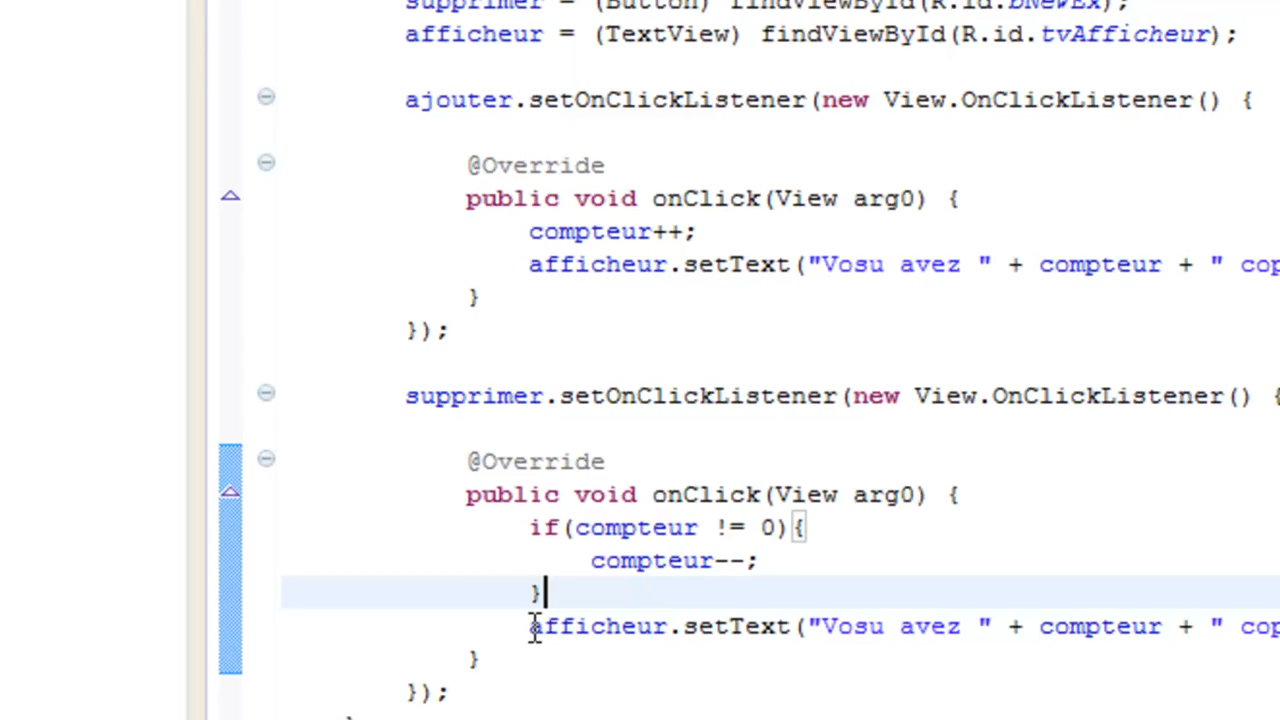 supprimer = (Button) findViewById(R.id.bNevEx);
afficheur = (TextView) findViewById(R.id.tvAfficheur);
ajouter.setOnClickListener(new View.OnClickListener() {
@Override
public void onClick(View arg0) {
compteur++;
afficheur.setText("Vosu avez " + compteur + " cop
}
});
supprimer.setOnClickListener(new View.OnClickListener() {
@Override
public void onClick(View arg0) {
if(compteur != 0){
compteur--;
}
afficheur.setText("Vosu avez " + compteur + " cop
}
});